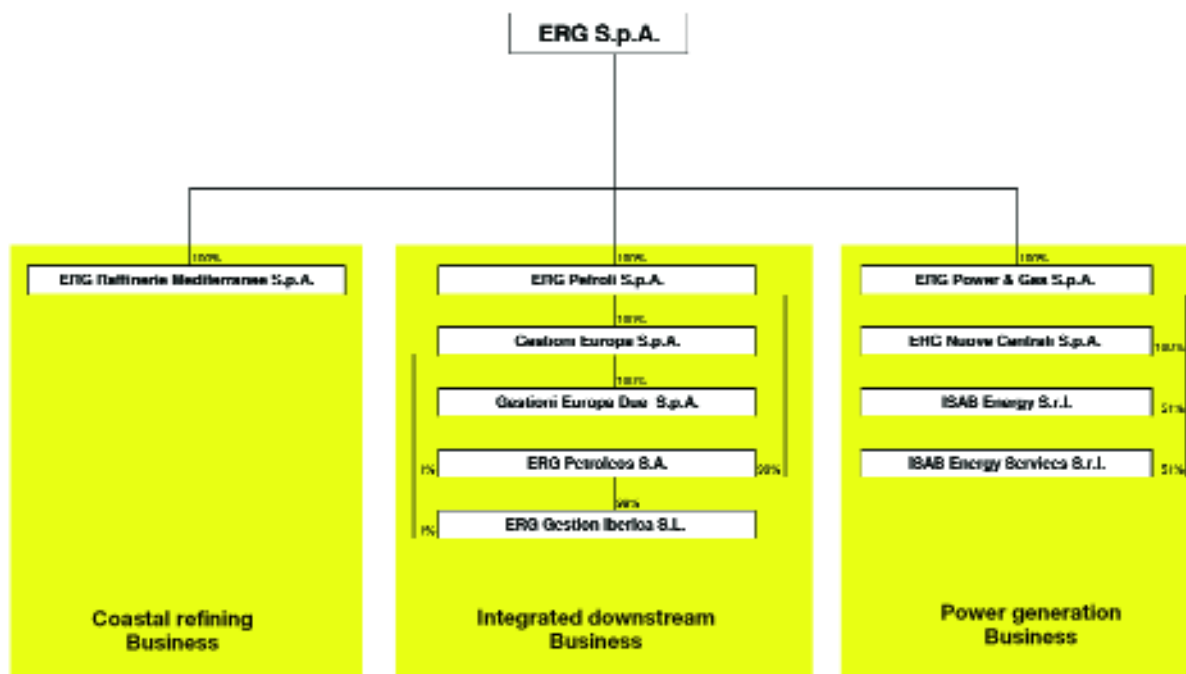 ERG S.p.A.
100%
ERG Raffinerie Mediterranee S.p.A.
Coastal refining
Business
100%
ERG Petroli S.p.A.
100%
Gestioni Europa S.p.A.
100%
Gestioni Europa Due S.p.A.
1%
ERG Petroleos S.A.
99%
99%
1%
ERG Gestion Iberica S.L.
Integrated downstream
Business
100%
ERG Power & Gas S.p.A.
ERG Nuove Centrali S.p.A.
100%
ISAB Energy S.r.l.
51%
ISAB Energy Services S.r.l.
51%
Power generation
Business